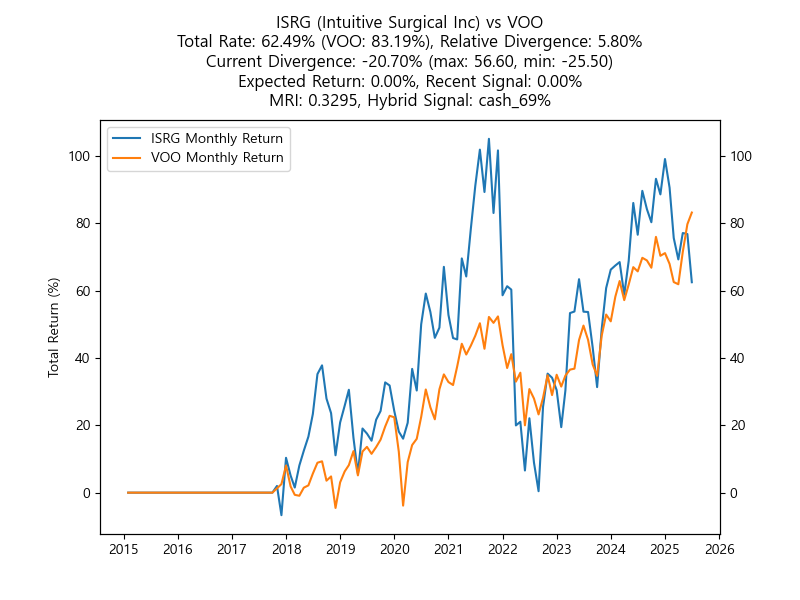 ISRG (Intuitive Surgical Inc) vs VOO
Total Rate: 62.49% (VOO: 83.19%), Relative Divergence: 5.80%
Current Divergence: -20.70% (max: 56.60, min: -25.50)
Expected Return: 0.00%, Recent Signal: 0.00%
MRI: 0.3295, Hybrid Signal: cash_69%
ISRG Monthly Return
VOO Monthly Return
Total Return (%)
100
80
60
40
20
0
100
80
60
40
20
0
2015 2016 2017 2018 2019 2020 2021 2022 2023 2024 2025 2026